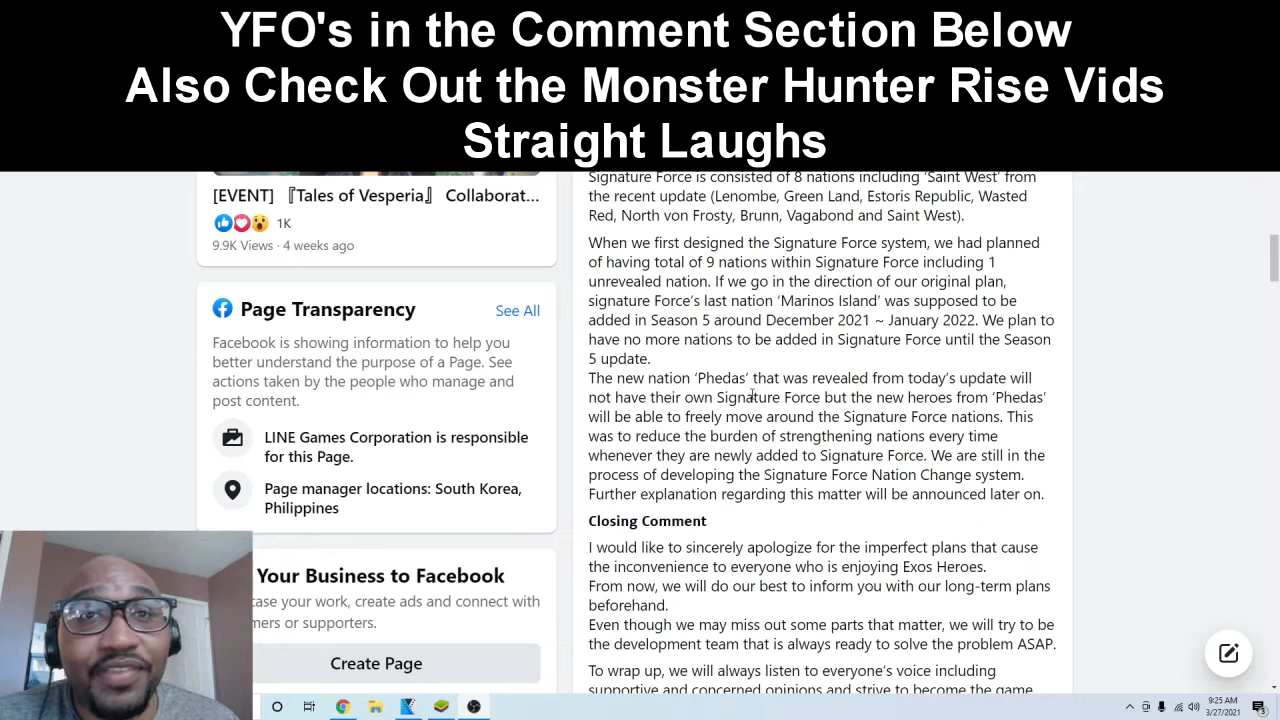 YFO's in the Comment Section Below
Also Check Out the Monster Hunter Rise Vids
Straight Laughs
[EVENT] 『Tales of Vesperia』 Collaborat...
1K
9.9K Views · 4 weeks ago
Page Transparency
See All
Facebook is showing information to help you
better understand the purpose of a Page. See
actions taken by the people who manage and
post content.
LINE Games Corporation is responsible
for this Page.
Page manager locations: South Korea,
Philippines
Your Business to Facebook
case your work, create ads and connect with
mers or supporters.
Create Page
Signature Force is consisted of 8 nations including 'Saint West' from
the recent update (Lenombe, Green Land, Estoris Republic, Wasted
Red, North von Frosty, Brunn, Vagabond and Saint West).
When we first designed the Signature Force system, we had planned
of having total of 9 nations within Signature Force including 1
unrevealed nation. If we go in the direction of our original plan,
signature Force's last nation 'Marinos Island' was supposed to be
added in Season 5 around December 2021 ~ January 2022. We plan to
have no more nations to be added in Signature Force until the Season
5 update.
The new nation 'Phedas' that was revealed from today's update will
not have their own Signature Force but the new heroes from 'Phedas'
will be able to freely move around the Signature Force nations. This
was to reduce the burden of strengthening nations every time
whenever they are newly added to Signature Force. We are still in the
process of developing the Signature Force Nation Change system.
Further explanation regarding this matter will be announced later on.
Closing Comment
I would like to sincerely apologize for the imperfect plans that cause
the inconvenience to everyone who is enjoying Exos Heroes.
From now, we will do our best to inform you with our long-term plans
beforehand.
Even though we may miss out some parts that matter, we will try to be
the development team that is always ready to solve the problem ASAP.
To wrap up, we will always listen to everyone's voice including
supportive and concerned opinions and strive to become the game
9:25 AM
3/27/2021